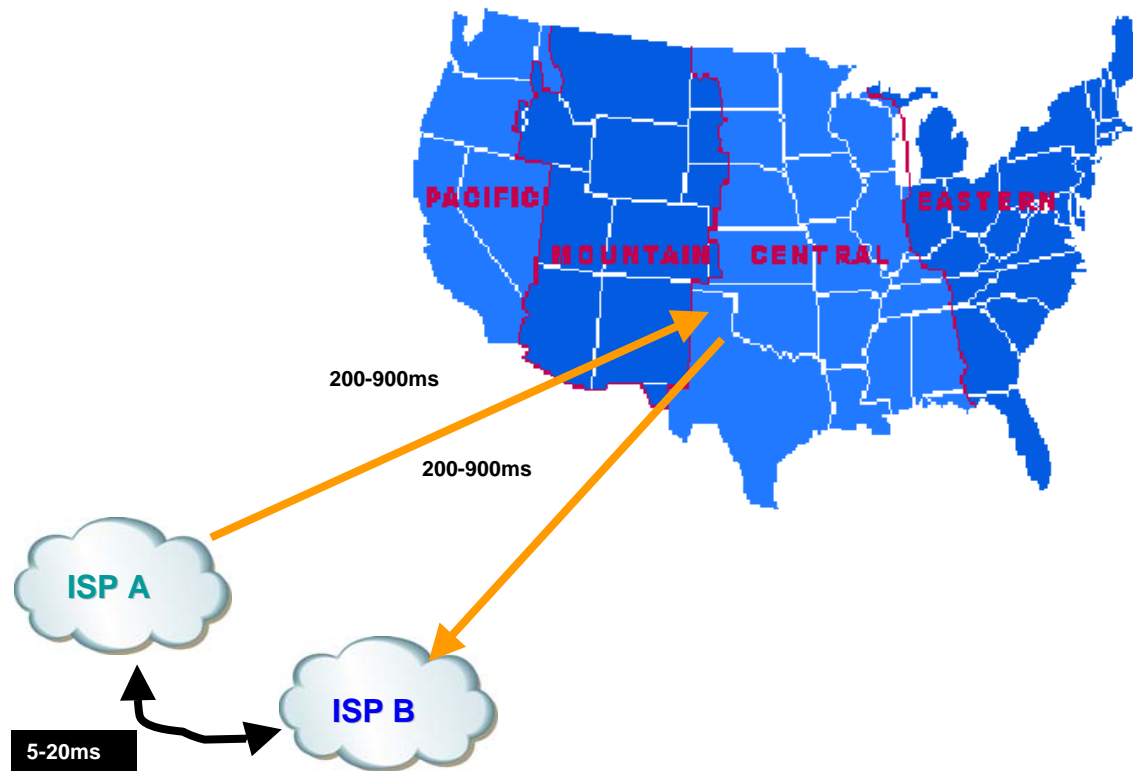 PACIFIC
EASTERN
MOUNTAIN
CENTRAL
200-900ms
200-900ms
ISP A
ISP B
5-20ms